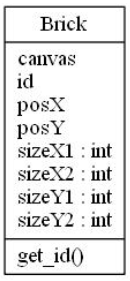 Brick
canvas
id
posX
posY
sizeX1 : int
sizeX2 : int
sizeY1 : int
sizeY2 : int
get_id()